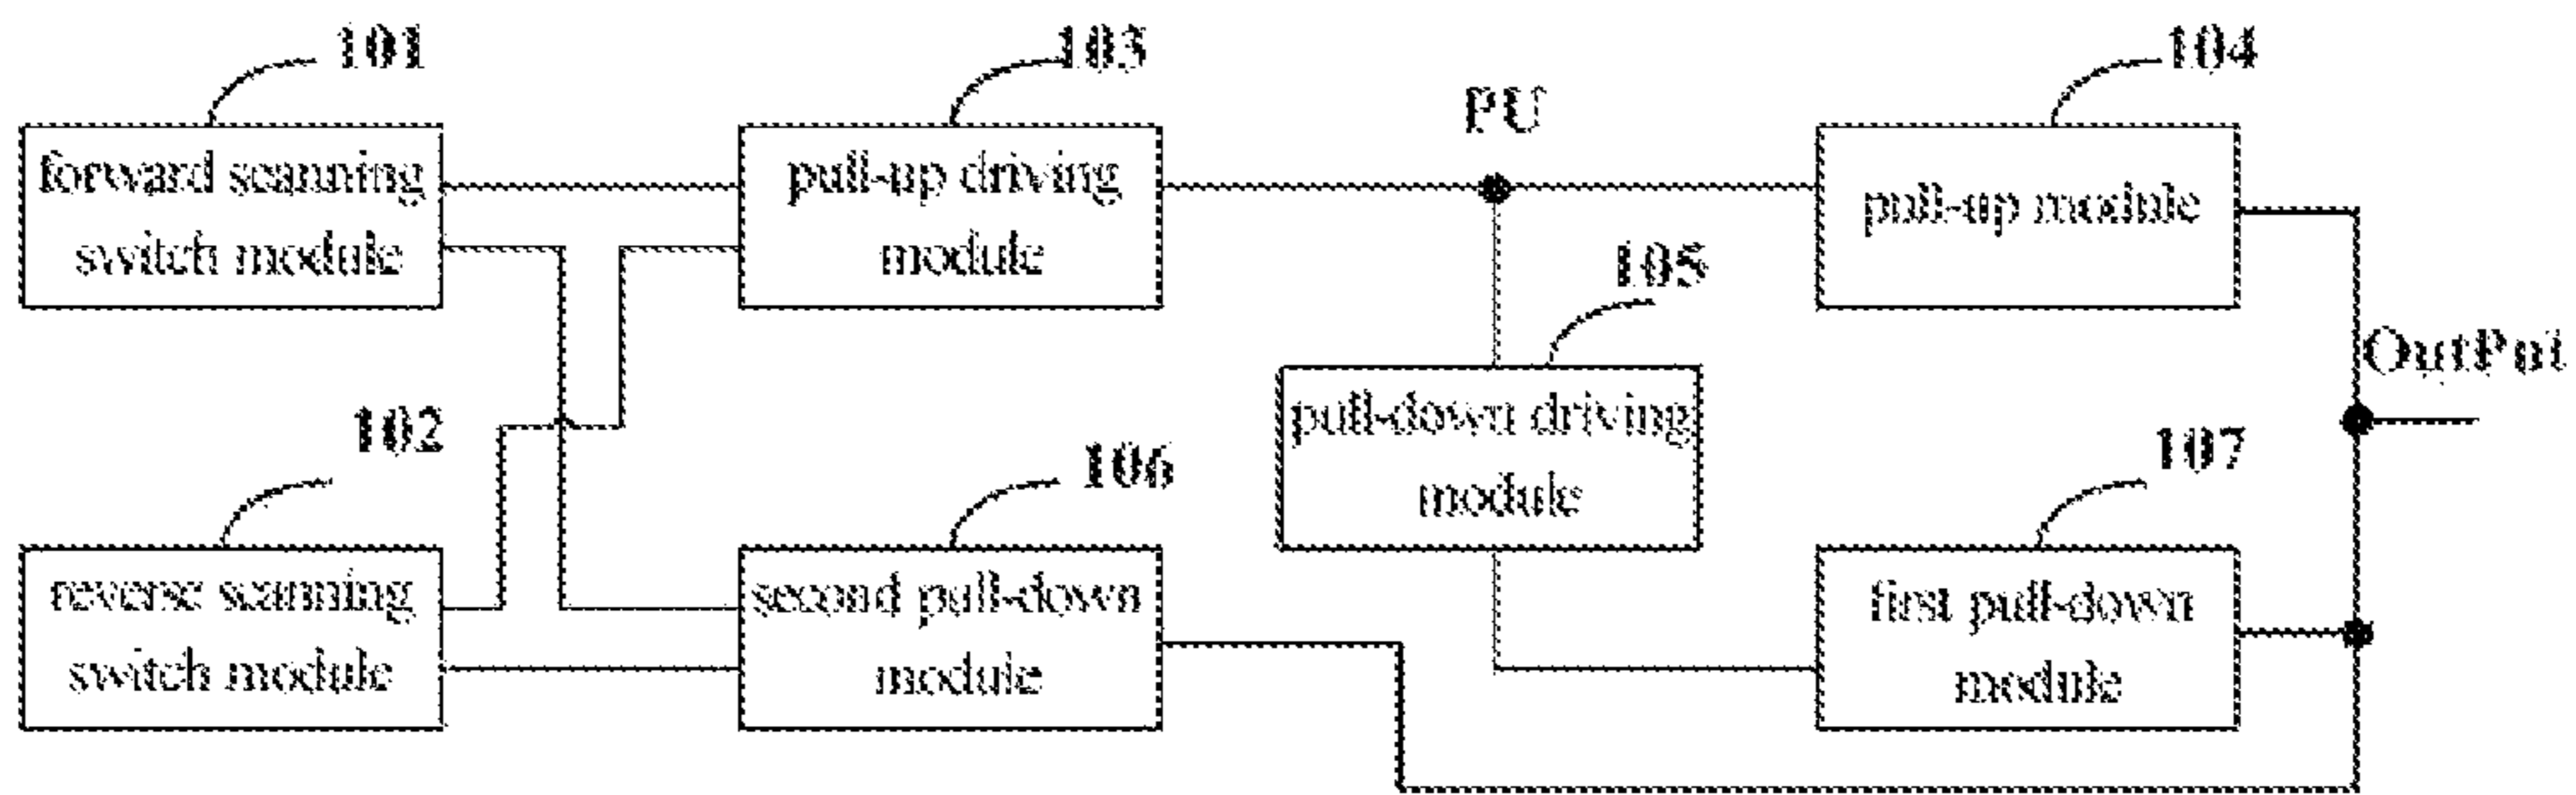 101
103
104
PU
forward scanning
switch module
pull-up driving
module
pull-up module
105
OutPut
pull-down driving
module
102
106
107
reverse scanning
switch module
second pull-down
module
first pull-down
module